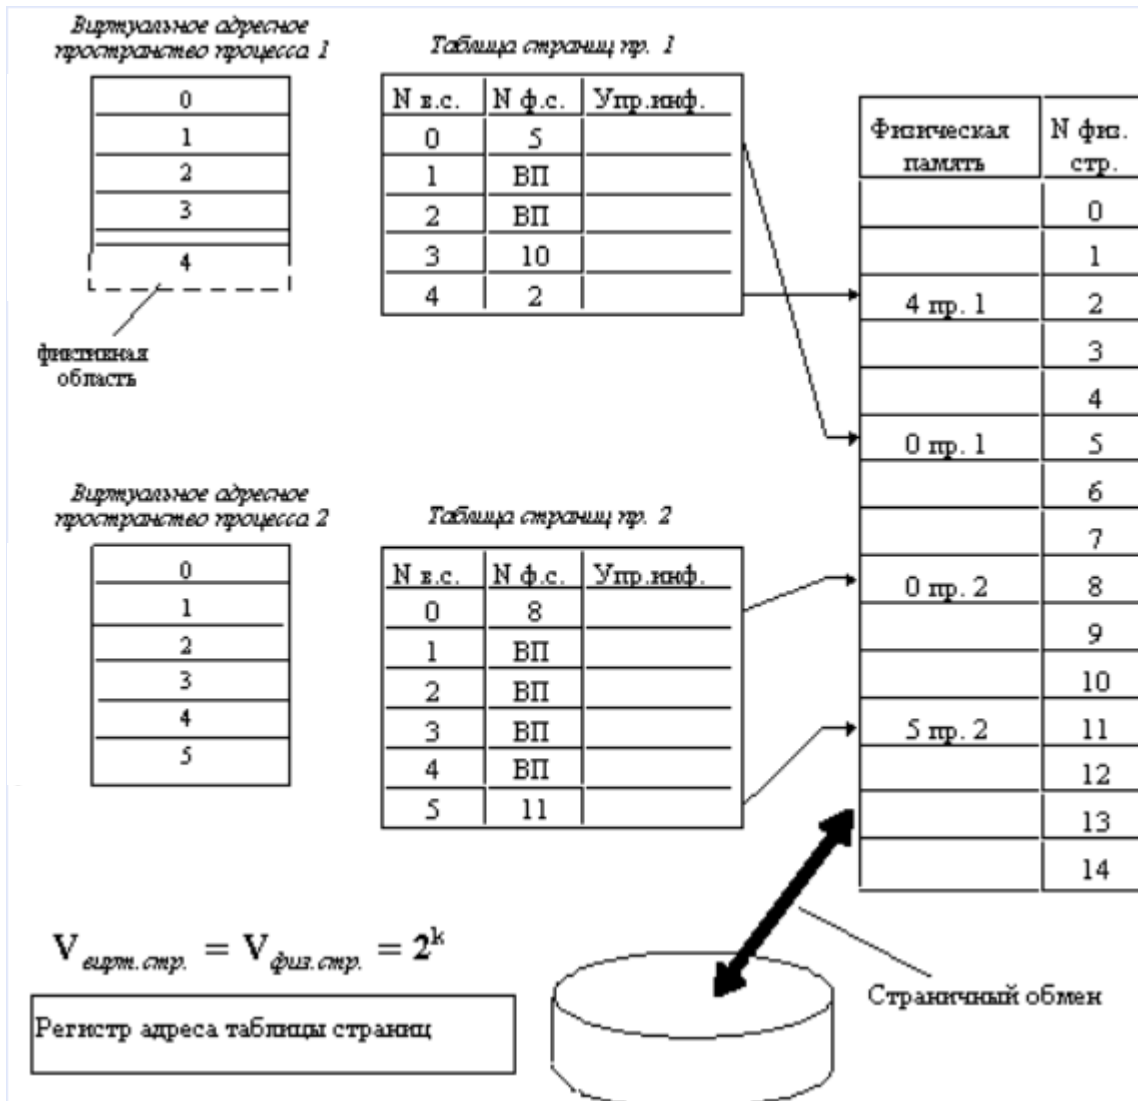 Виртуальное адресное
пространство процесса 1
0
1
2
3
4
фиктивная
область
Таблица страниц пр. 1
N в.с. N ф.с. Упр.инф.
0 5
1 ВП
2 ВП
3 10
4 2
Физическая память N физ. стр.
0
1
4 пр. 1 2
3
4
0 пр. 1 5
6
7
0 пр. 2 8
9
10
5 пр. 2 11
12
13
14
Виртуальное адресное
пространство процесса 2
0
1
2
3
4
5
Таблица страниц пр. 2
N в.с. N ф.с. Упр.инф.
0 8
1 ВП
2 ВП
3 ВП
4 ВП
5 11
V вирт.стр. = V физ.стр. = 2^k
Регистр адреса таблицы страниц
Страничный обмен